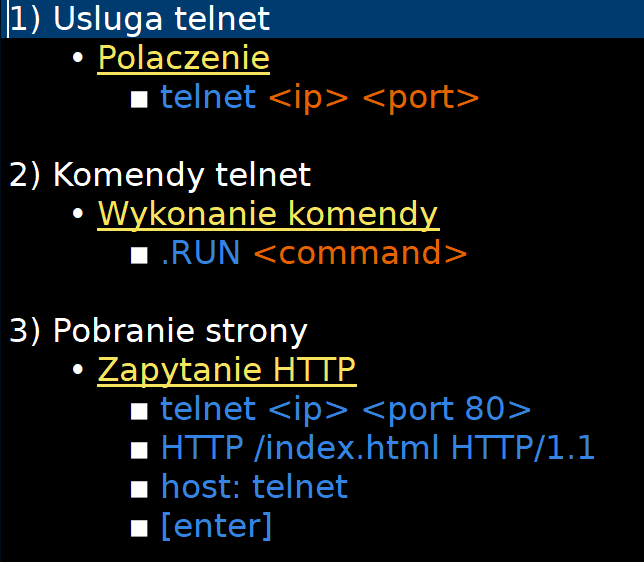 1) Usluga telnet
• Polaczenie
■ telnet <ip> <port>
2) Komendy telnet
• Wykonanie komendy
■ .RUN <command>
3) Pobranie strony
• Zapytanie HTTP
■ telnet <ip> <port 80>
■ HTTP /index.html HTTP/1.1
■ host: telnet
■ [enter]